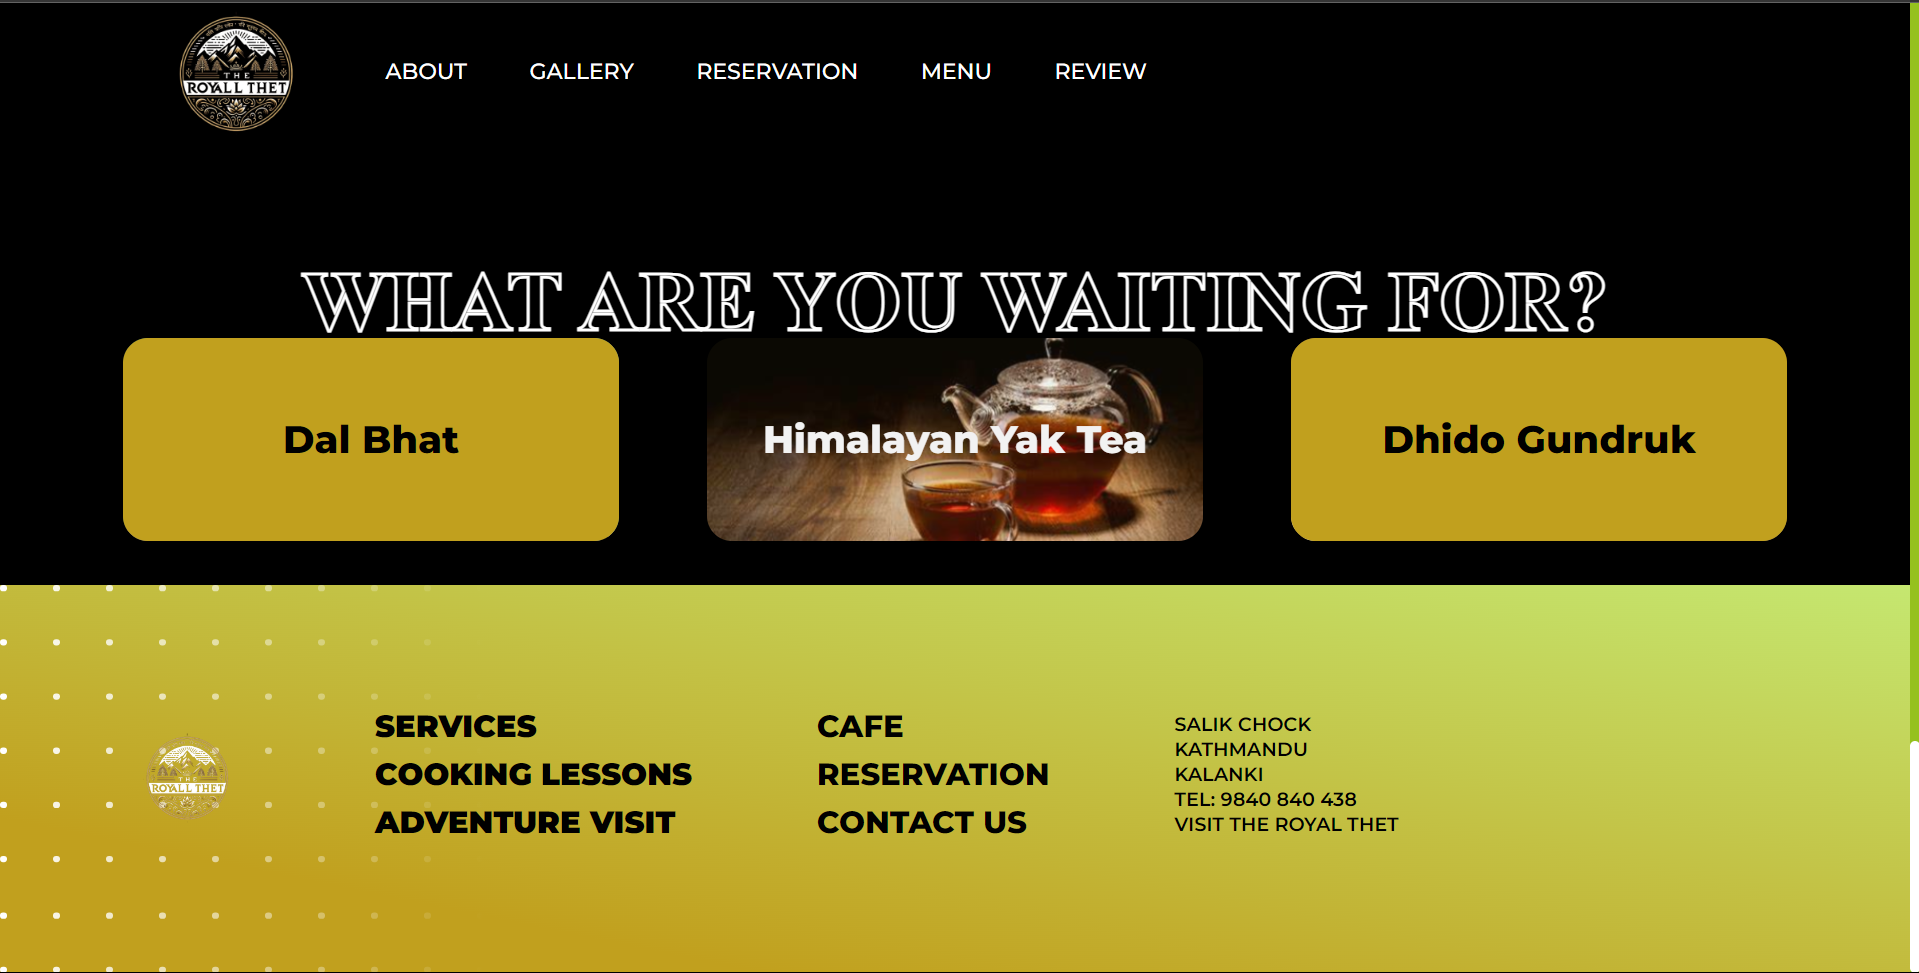 THE
ROYALL THET
ABOUT
GALLERY
RESERVATION
MENU
REVIEW
WHAT ARE YOU WAITING FOR?
Dal Bhat
Himalayan Yak Tea
Dhido Gundruk
THE
ROYALL THET
SERVICES
COOKING LESSONS
ADVENTURE VISIT
CAFE
RESERVATION
CONTACT US
SALIK CHOCK
KATHMANDU
KALANKI
TEL: 9840 840 438
VISIT THE ROYAL THET